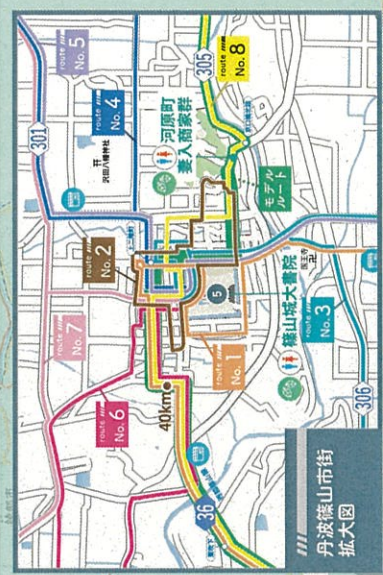 丹波篠山市街
拡大図
route No.1
route No.2
route No.3
route No.4
route No.5
route No.6
route No.7
route No.8
301
305
306
36
40km
5
モデル
ルート
河原町
妻入商家群
篠山城大書院
沢田八幡神社
医王寺